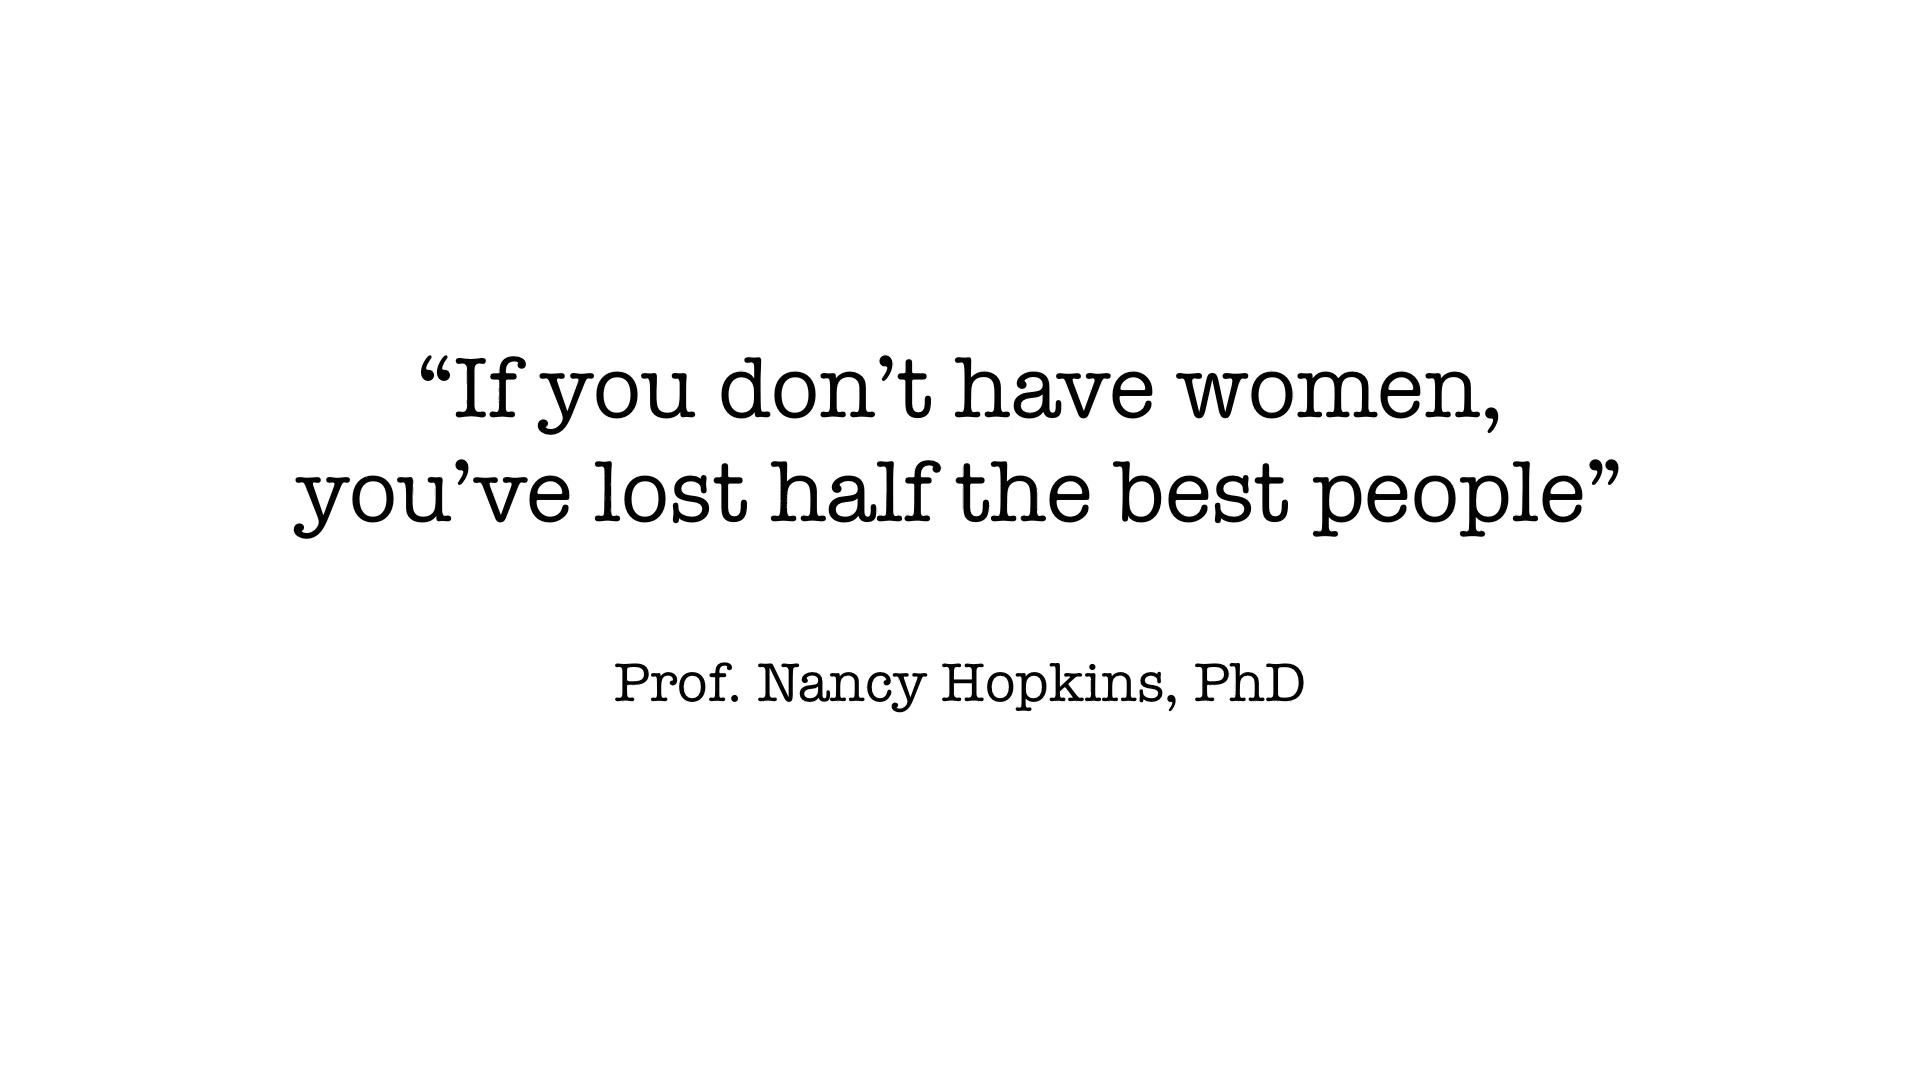 “If you don’t have women,
you’ve lost half the best people”
Prof. Nancy Hopkins, PhD